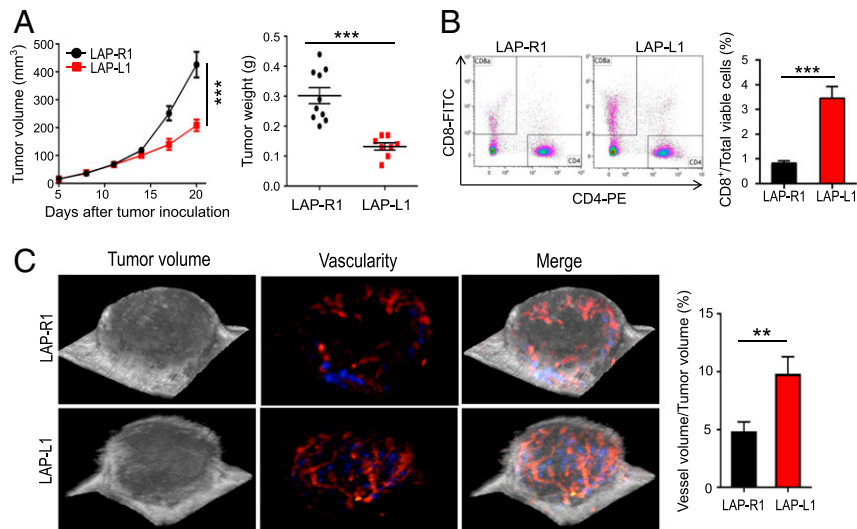 A
Tumor volume (mm³)
500
400
300
200
100
0
5
10
15
20
Days after tumor inoculation
LAP-R1
LAP-L1
***
Tumor weight (g)
0.5
0.4
0.3
0.2
0.1
0.0
***
LAP-R1
LAP-L1
B
LAP-R1
LAP-L1
CD8-FITC
CD8a
CD4
CD8a
CD4
CD4-PE
CD8⁺/Total viable cells (%)
5
4
3
2
1
0
***
LAP-R1
LAP-L1
C
Tumor volume
Vascularity
Merge
LAP-R1
LAP-L1
Vessel volume/Tumor volume (%)
15
10
5
0
**
LAP-R1
LAP-L1